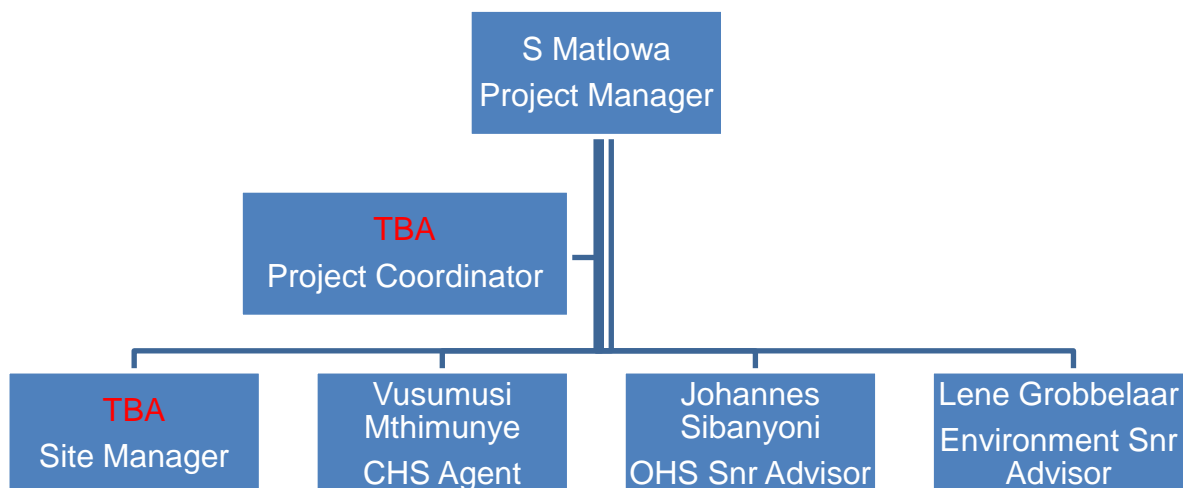 S Matlowa
Project Manager
TBA
Project Coordinator
TBA
Site Manager
Vusumusi
Mthimunye
CHS Agent
Johannes
Sibanyoni
OHS Snr Advisor
Lene Grobbelaar
Environment Snr
Advisor